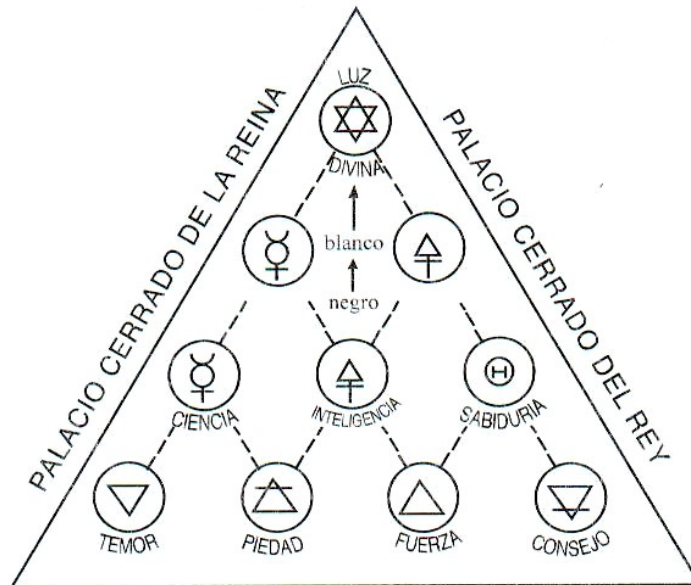 PALACIO CERRADO DE LA REINA
PALACIO CERRADO DEL REY
LUZ
DIVINA
blanco
negro
CIENCIA
INTELIGENCIA
SABIDURIA
TEMOR
PIEDAD
FUERZA
CONSEJO